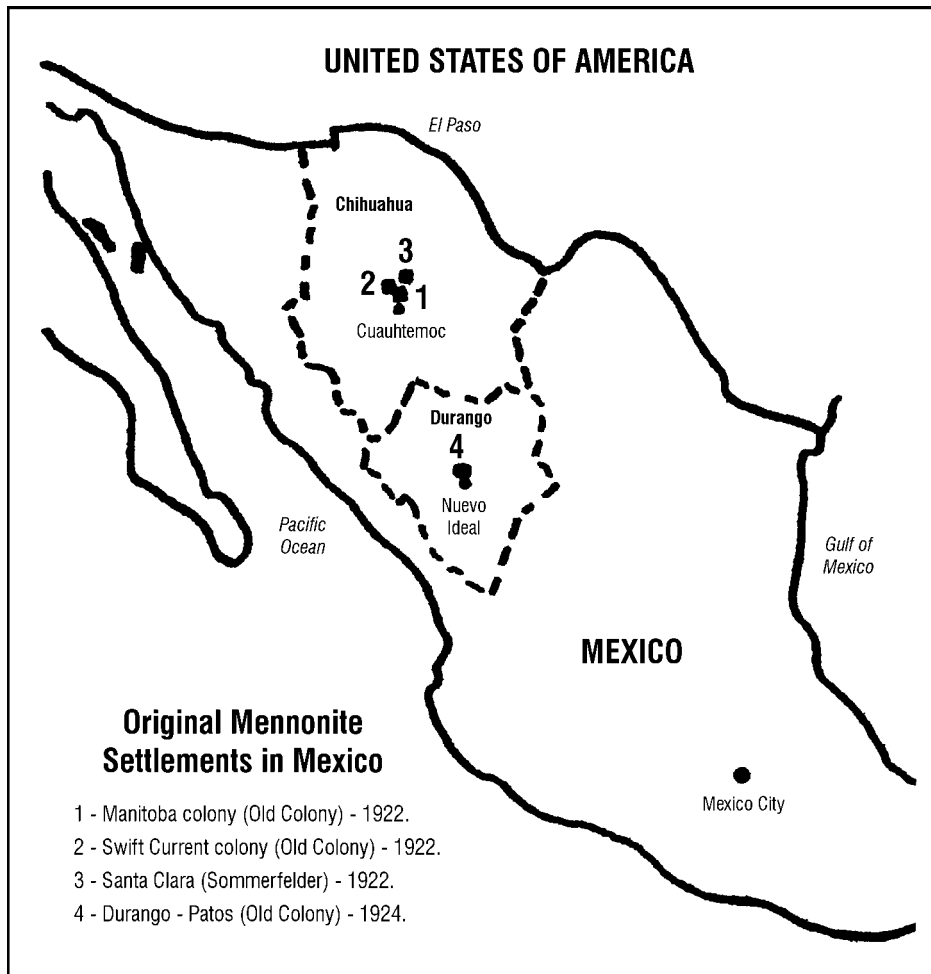 UNITED STATES OF AMERICA
El Paso
Chihuahua
3
2
1
Cuauhtemoc
Durango
4
Nuevo
Ideal
Pacific
Ocean
Gulf of
Mexico
MEXICO
Mexico City
Original Mennonite
Settlements in Mexico
1 - Manitoba colony (Old Colony) - 1922.
2 - Swift Current colony (Old Colony) - 1922.
3 - Santa Clara (Sommerfelder) - 1922.
4 - Durango - Patos (Old Colony) - 1924.